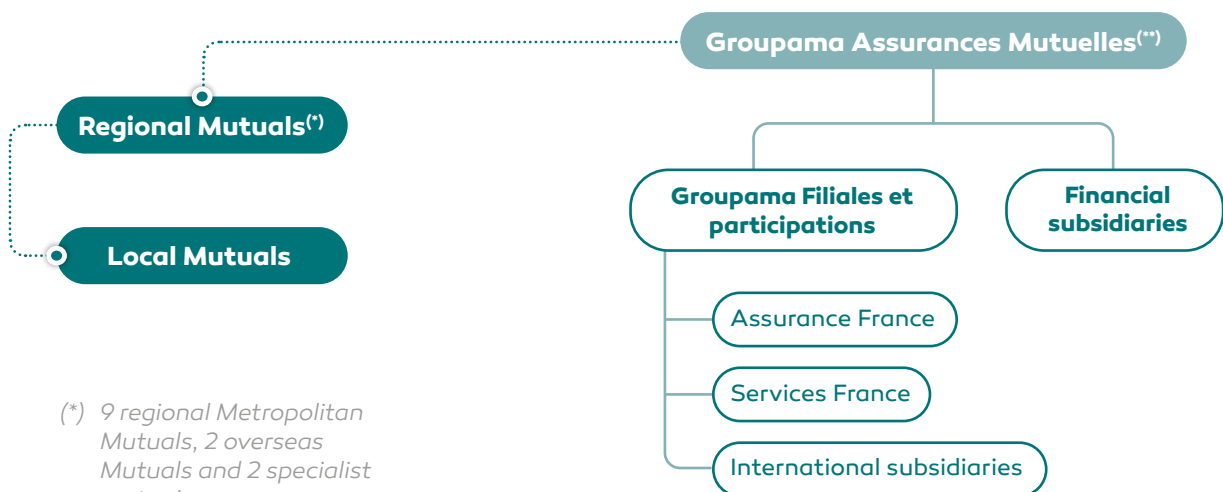 Groupama Assurances Mutuelles(**)
Regional Mutuals(*)
Local Mutuals
Groupama Filiales et
participations
Financial
subsidiaries
Assurance France
Services France
International subsidiaries
(*) 9 regional Metropolitan
Mutuals, 2 overseas
Mutuals and 2 specialist